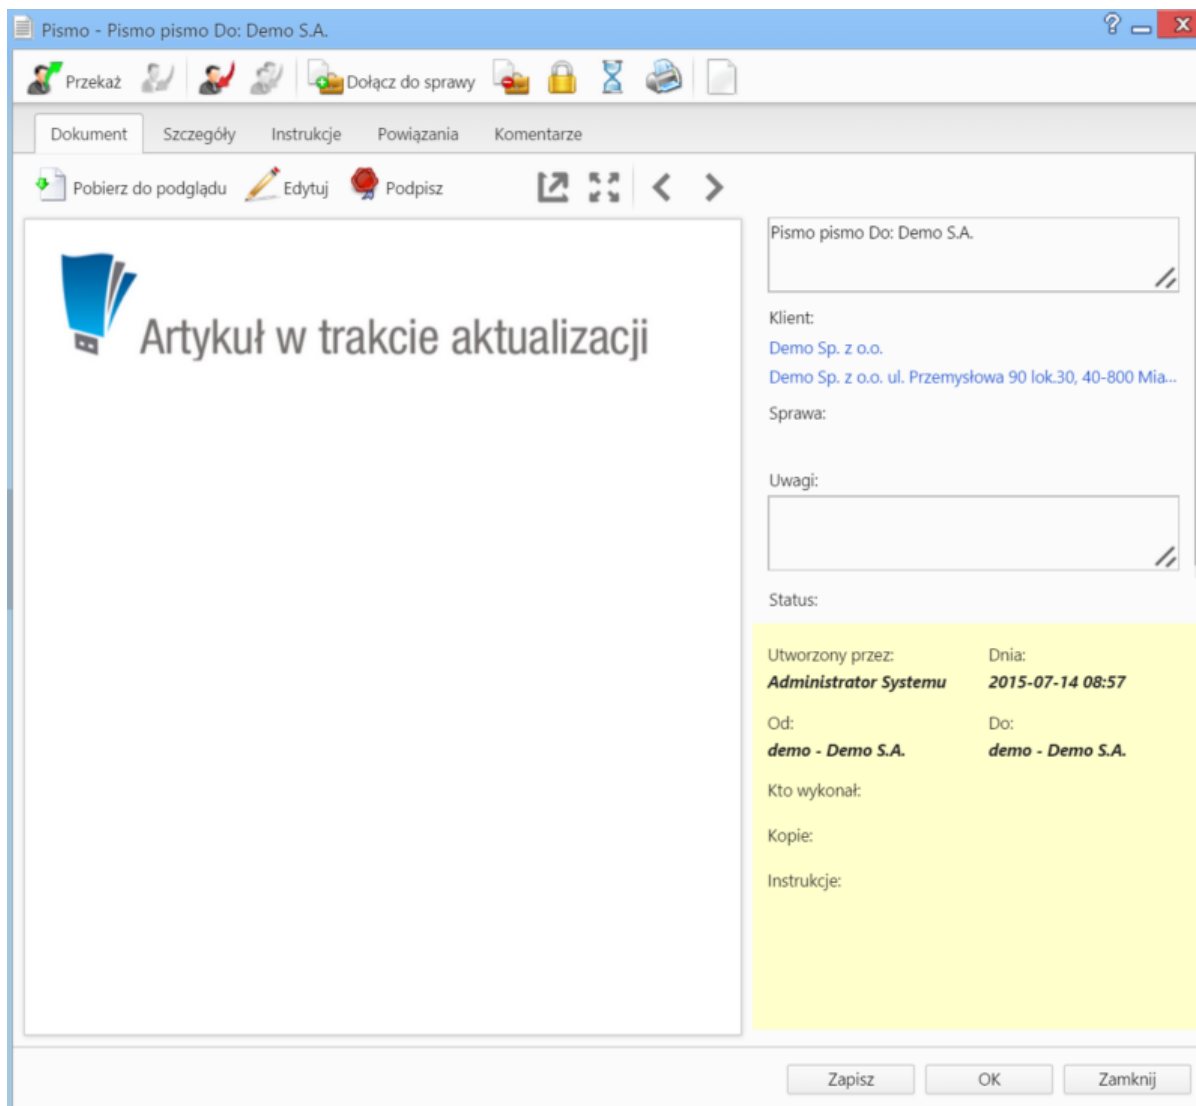 Pismo - Pismo pismo Do: Demo S.A.
Przekaż Dołącz do sprawy
Dokument Szczegóły Instrukcje Powiązania Komentarze
Pobierz do podglądu Edytuj Podpisz
Artykuł w trakcie aktualizacji
Pismo pismo Do: Demo S.A.
Klient:
Demo Sp. z o.o.
Demo Sp. z o.o. ul. Przemysłowa 90 lok.30, 40-800 Mia...
Sprawa:
Uwagi:
Status:
Utworzony przez: Dnia:
Administrator Systemu 2015-07-14 08:57
Od: Do:
demo - Demo S.A. demo - Demo S.A.
Kto wykonał:
Kopie:
Instrukcje:
Zapisz OK Zamknij